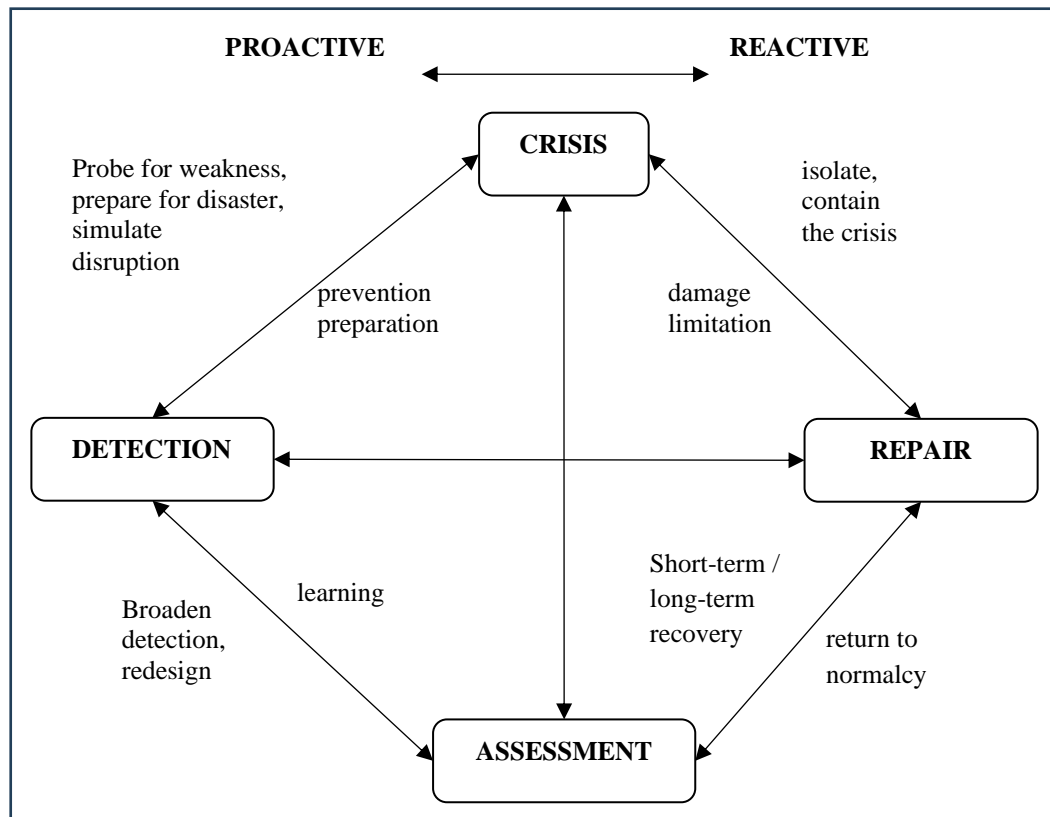 PROACTIVE
REACTIVE
CRISIS
Probe for weakness,
prepare for disaster,
simulate
disruption
isolate,
contain
the crisis
prevention
preparation
damage
limitation
DETECTION
REPAIR
Broaden
detection,
redesign
learning
Short-term /
long-term
recovery
return to
normalcy
ASSESSMENT